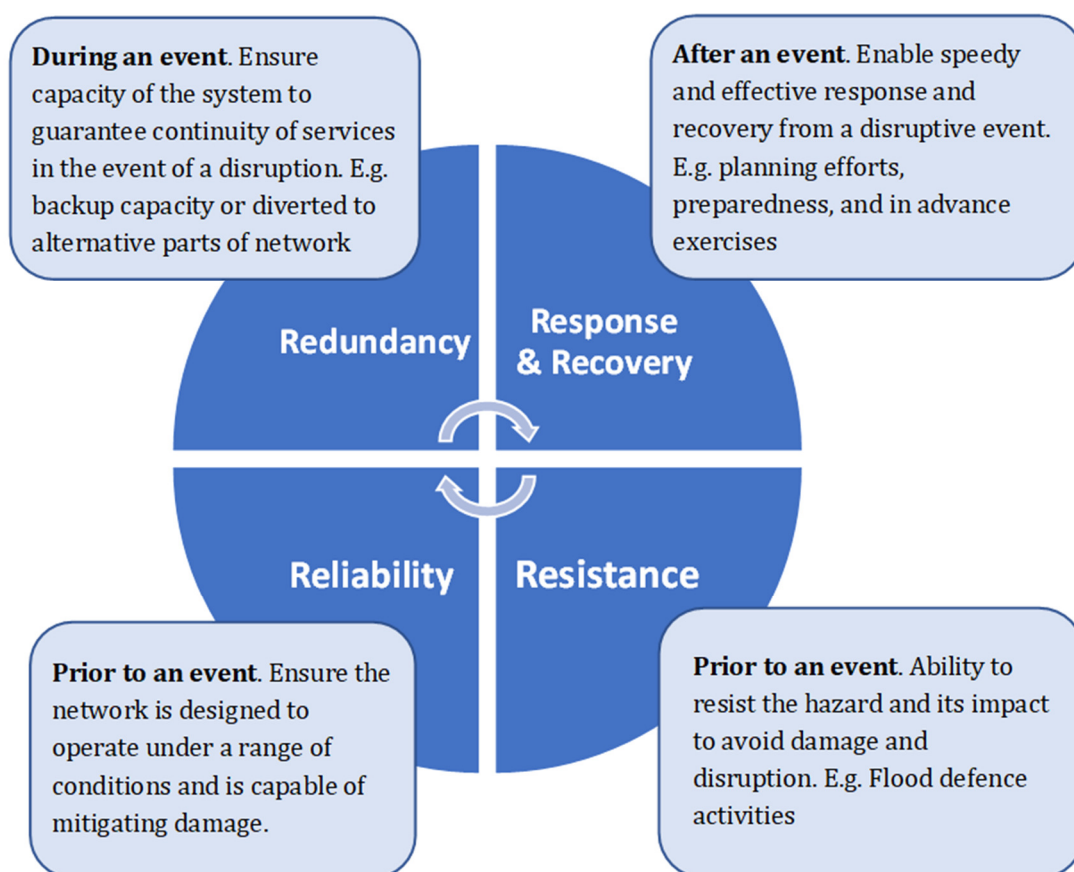 During an event. Ensure
capacity of the system to
guarantee continuity of services
in the event of a disruption. E.g.
backup capacity or diverted to
alternative parts of network
After an event. Enable speedy
and effective response and
recovery from a disruptive event.
E.g. planning efforts,
preparedness, and in advance
exercises
Redundancy
Response
& Recovery
Reliability
Resistance
Prior to an event. Ensure the
network is designed to
operate under a range of
conditions and is capable of
mitigating damage.
Prior to an event. Ability to
resist the hazard and its impact
to avoid damage and
disruption. E.g. Flood defence
activities